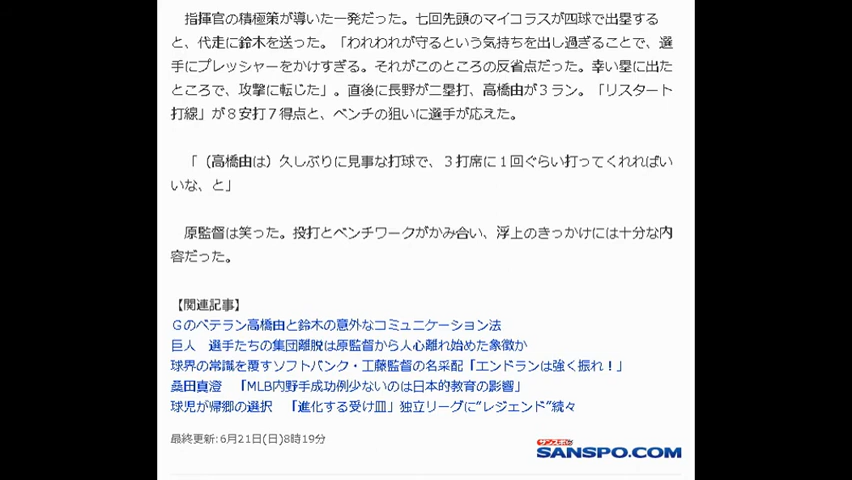 指揮官の積極策が導いた一発だった。七回先頭のマイコラスが四球で出塁する
と、代走に鈴木を送った。「われわれが守るという気持ちを出し過ぎることで、選
手にプレッシャーをかけすぎる。それがこのところの反省点だった。幸い塁に出た
ところで、攻撃に転じた」。直後に長野が二塁打、高橋由が３ラン。「リスタート
打線」が８安打７得点と、ベンチの狙いに選手が応えた。
「（高橋由は）久しぶりに見事な打球で、３打席に１回ぐらい打ってくれればい
いな、と」
原監督は笑った。投打とベンチワークがかみ合い、浮上のきっかけには十分な内
容だった。
【関連記事】
Ｇのベテラン高橋由と鈴木の意外なコミュニケーション法
巨人　選手たちの集団離脱は原監督から人心離れ始めた象徴か
球界の常識を覆すソフトバンク・工藤監督の名采配「エンドランは強く振れ！」
桑田真澄　「MLB内野手成功例少ないのは日本的教育の影響」
球児が帰郷の選択　「進化する受け皿」独立リーグに“レジェンド”続々
最終更新:6月21日(日)8時19分
サンスポ
SANSPO.COM